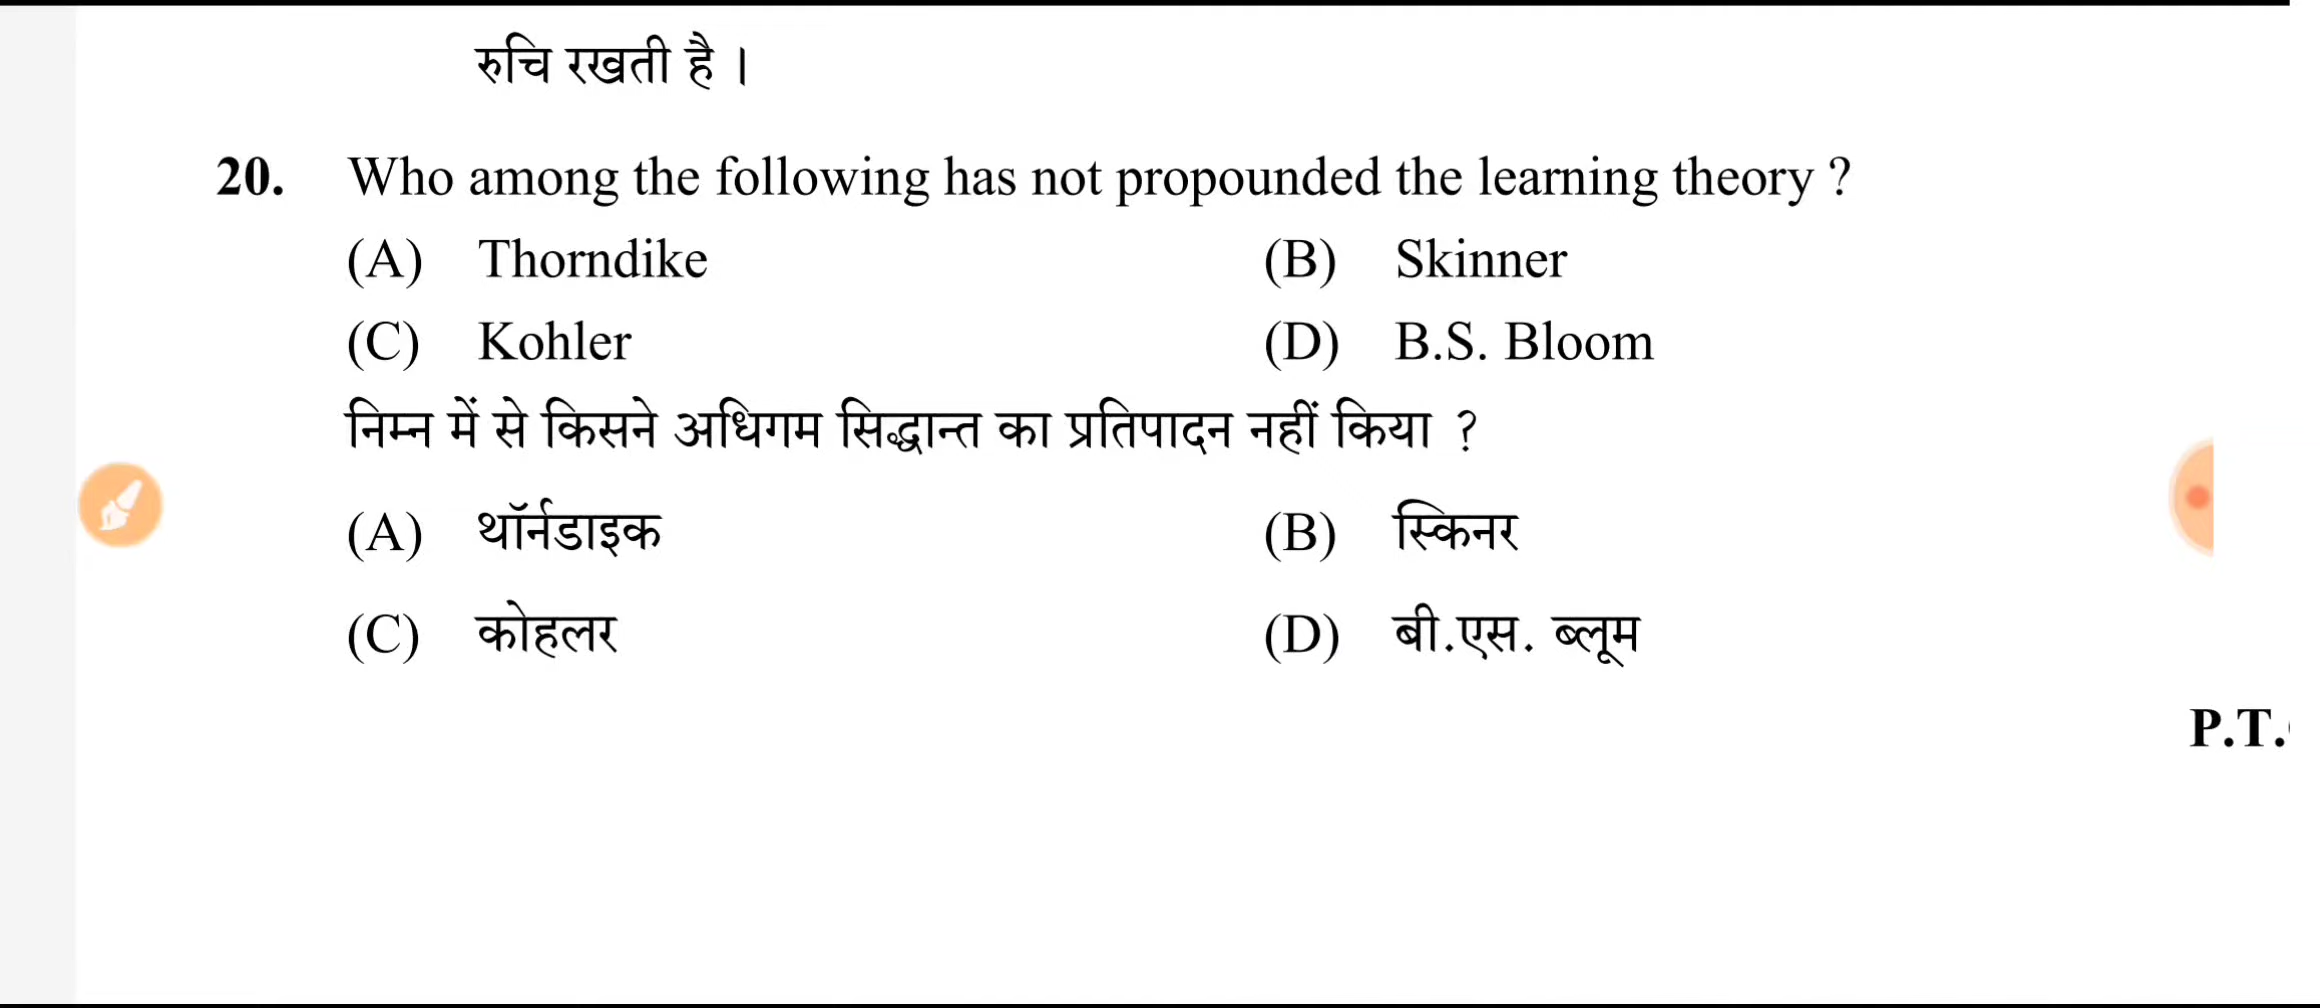 रुचि रखती है ।
20. Who among the following has not propounded the learning theory ?
(A) Thorndike (B) Skinner
(C) Kohler (D) B.S. Bloom
निम्न में से किसने अधिगम सिद्धान्त का प्रतिपादन नहीं किया ?
(A) थॉर्नडाइक (B) स्किनर
(C) कोहलर (D) बी.एस. ब्लूम
P.T.